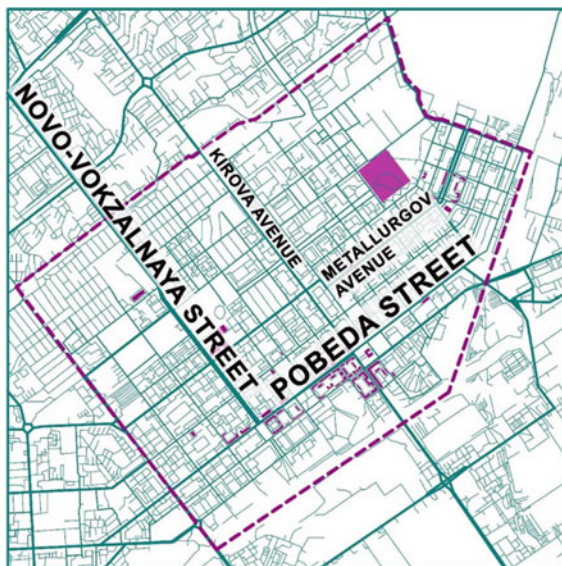 NOVO-VOKZALNAYA STREET
KIROVA AVENUE
METALLURGOV
AVENUE
POBEDA STREET